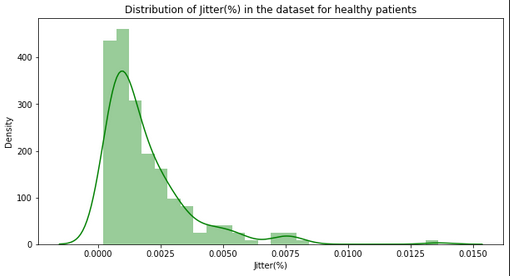 Distribution of Jitter(%) in the dataset for healthy patients
400
300
200
100
0
Density
0.0000 0.0025 0.0050 0.0075 0.0100 0.0125 0.0150
Jitter(%)